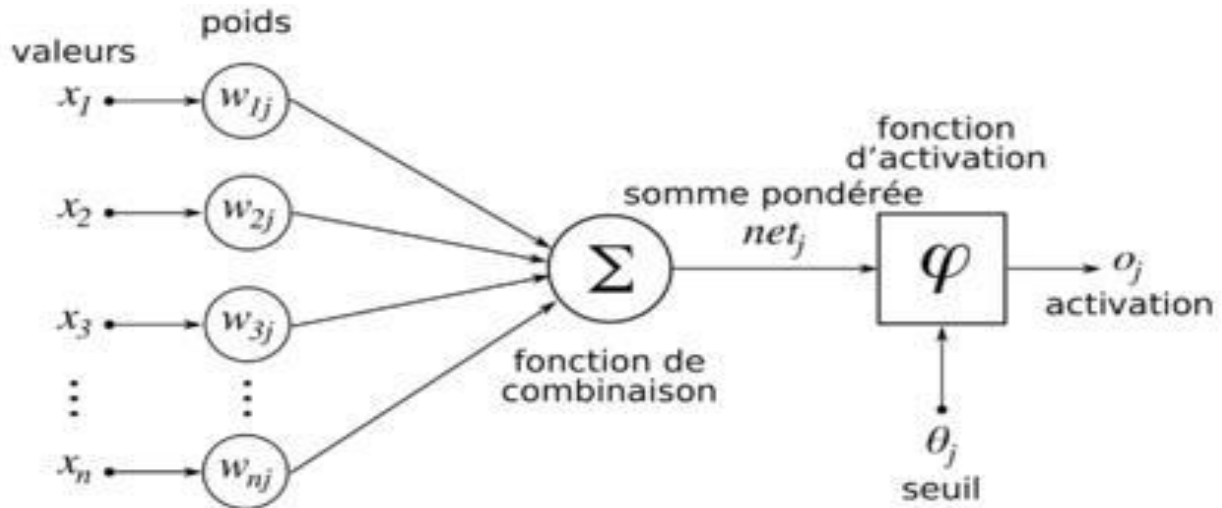 poids
valeurs
x1
w1j
x2
w2j
x3
w3j
xn
wnj
Σ
fonction de
combinaison
somme pondérée
netj
fonction
d'activation
φ
oj
activation
θj
seuil